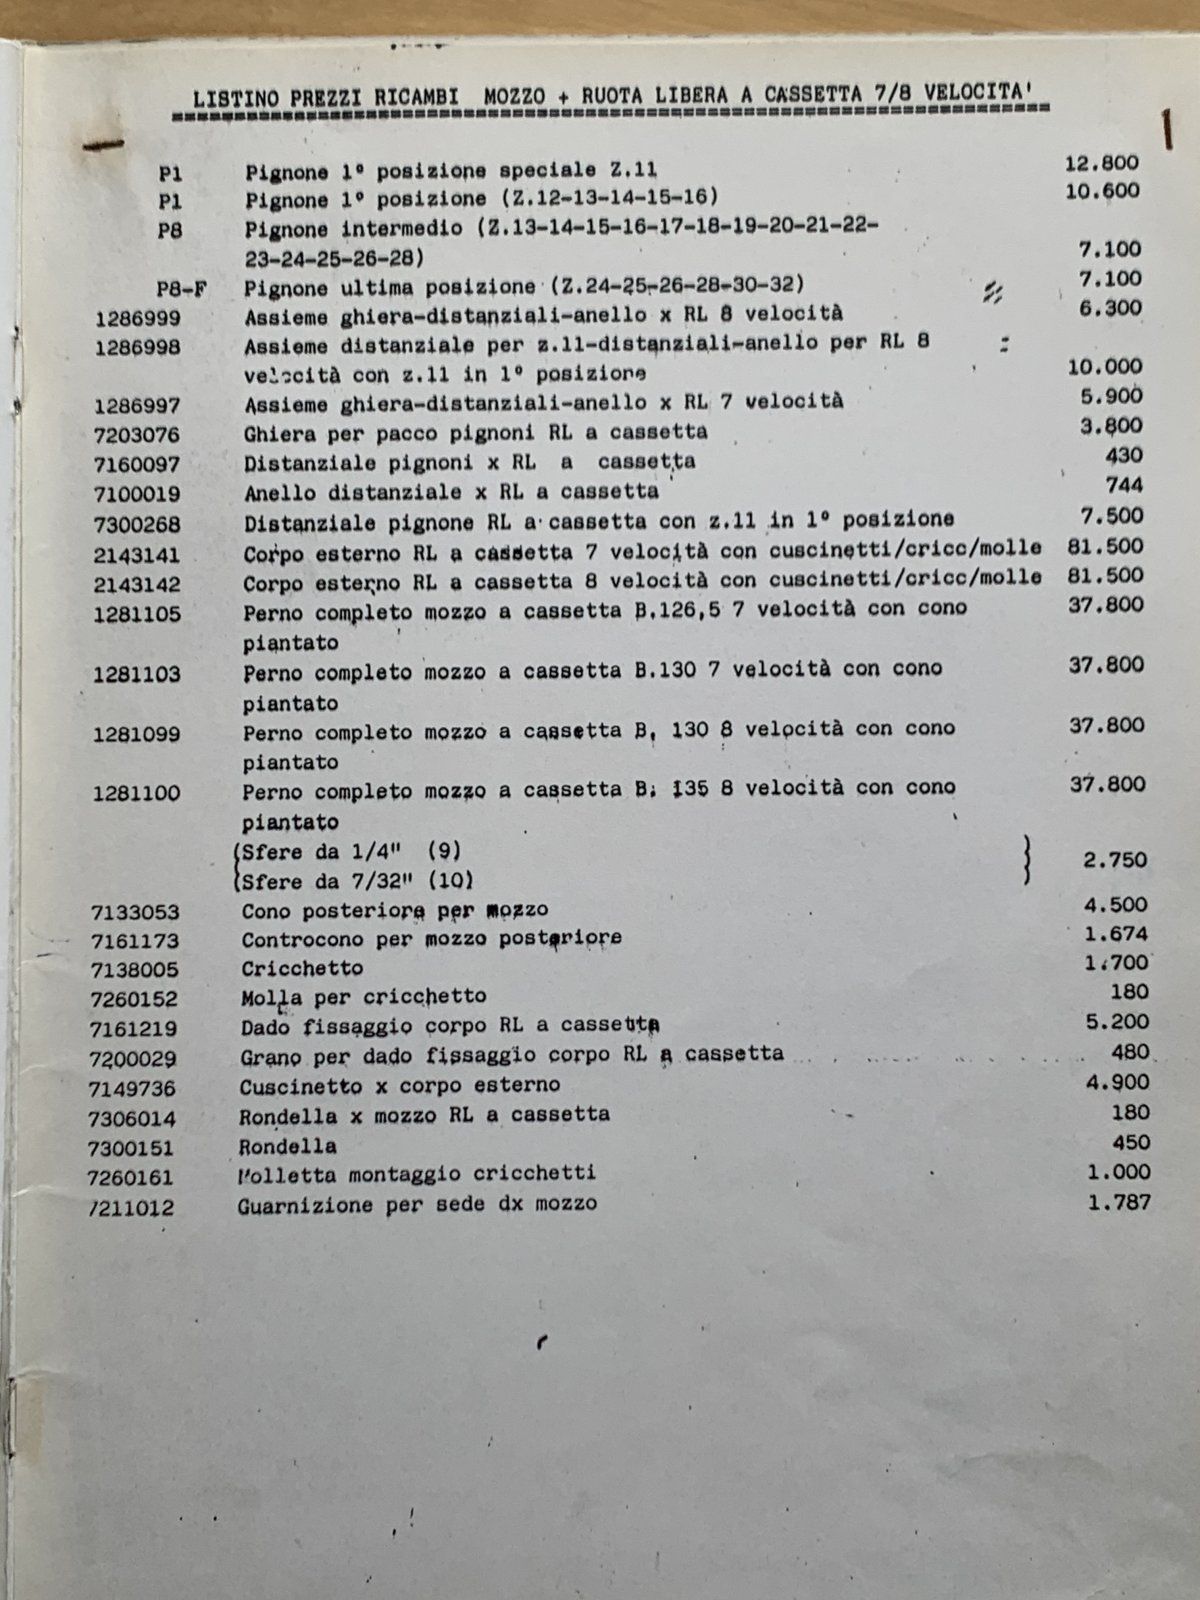 LISTINO PREZZI RICAMBI MOZZO + RUOTA LIBERA A CASSETTA 7/8 VELOCITA'
P1 Pignone 1º posizione speciale Z.11 12.800
P1 Pignone 1º posizione (Z.12-13-14-15-16) 10.600
P8 Pignone intermedio (Z.13-14-15-16-17-18-19-20-21-22-
23-24-25-26-28) 7.100
P8-F Pignone ultima posizione (Z.24-25-26-28-30-32) 7.100
1286999 Assieme ghiera-distanziali-anello x RL 8 velocità 6.300
1286998 Assieme distanziale per z.11-distanziali-anello per RL 8
velocità con z.11 in 1º posizione 10.000
1286997 Assieme ghiera-distanziali-anello x RL 7 velocità 5.900
7203076 Ghiera per pacco pignoni RL a cassetta 3.800
7160097 Distanziale pignoni x RL a cassetta 430
7100019 Anello distanziale x RL a cassetta 744
7300268 Distanziale pignone RL a cassetta con z.11 in 1º posizione 7.500
2143141 Corpo esterno RL a cassetta 7 velocità con cuscinetti/cricc/molle 81.500
2143142 Corpo esterno RL a cassetta 8 velocità con cuscinetti/cricc/molle 81.500
1281105 Perno completo mozzo a cassetta B.126,5 7 velocità con cono 37.800
piantato
1281103 Perno completo mozzo a cassetta B.130 7 velocità con cono 37.800
piantato
1281099 Perno completo mozzo a cassetta B. 130 8 velocità con cono 37.800
piantato
1281100 Perno completo mozzo a cassetta B. 135 8 velocità con cono 37.800
piantato
(Sfere da 1/4" (9)
(Sfere da 7/32" (10) } 2.750
7133053 Cono posteriore per mozzo 4.500
7161173 Controcono per mozzo posteriore 1.674
7138005 Cricchetto 1.700
7260152 Molla per cricchetto 180
7161219 Dado fissaggio corpo RL a cassetta 5.200
7200029 Grano per dado fissaggio corpo RL a cassetta 480
7149736 Cuscinetto x corpo esterno 4.900
7306014 Rondella x mozzo RL a cassetta 180
7300151 Rondella 450
7260161 Molletta montaggio cricchetti 1.000
7211012 Guarnizione per sede dx mozzo 1.787